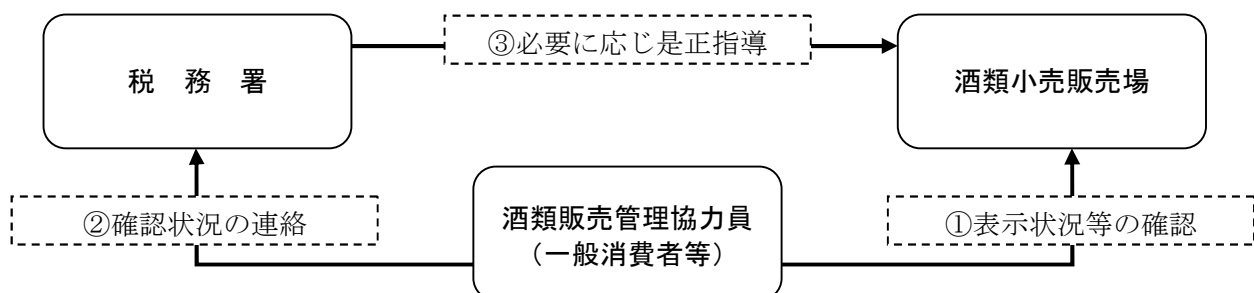 ③必要に応じ是正指導
税 務 署
酒類小売販売場
②確認状況の連絡
酒類販売管理協力員
（一般消費者等）
①表示状況等の確認